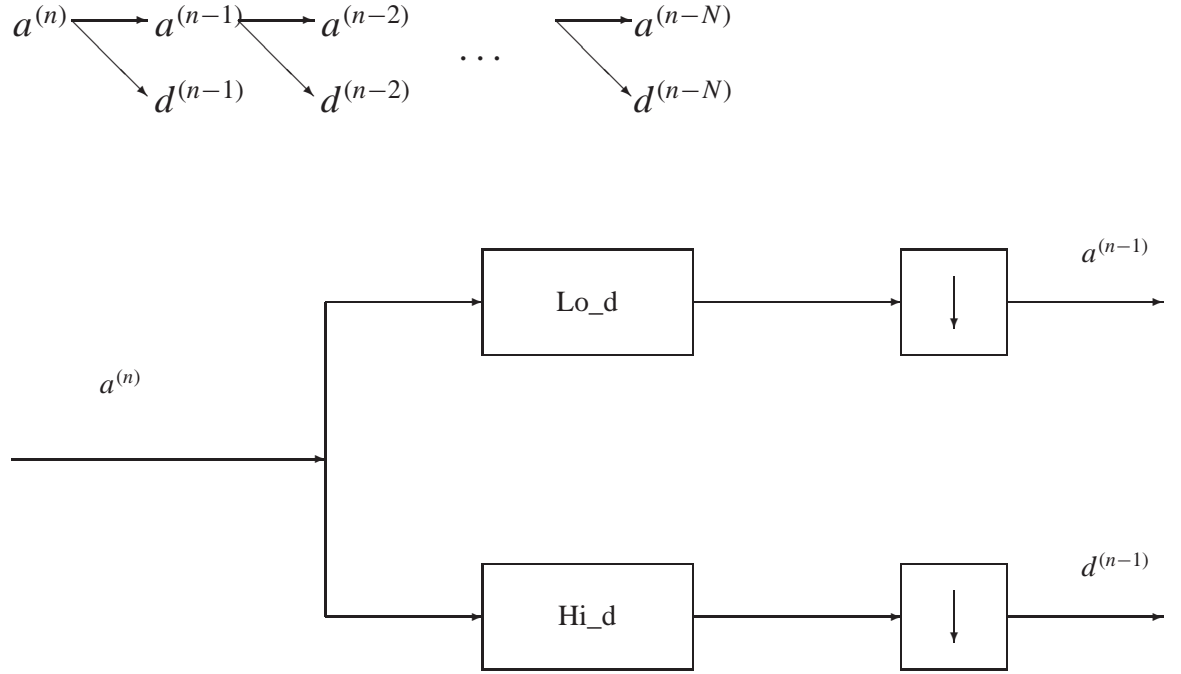 a^{(n)} a^{(n−1)} a^{(n−2)} a^{(n−N)}
...
d^{(n−1)} d^{(n−2)} d^{(n−N)}
a^{(n−1)}
Lo_d
a^{(n)}
d^{(n−1)}
Hi_d